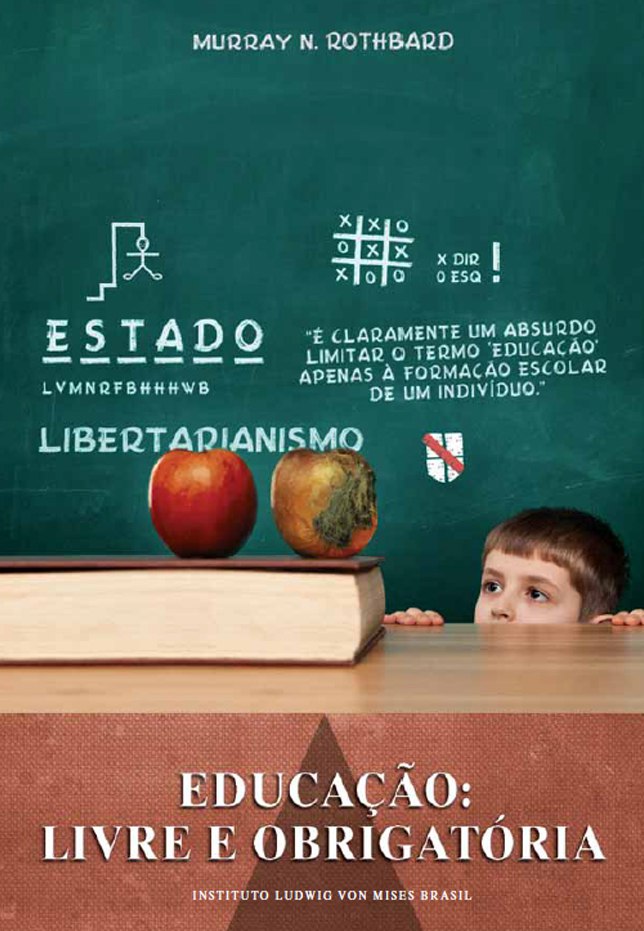 MURRAY N. ROTHBARD
X X O
O X X
X O O
X DIR
O ESQ !
ESTADO
LVMNRFBHHHWB
"É CLARAMENTE UM ABSURDO
LIMITAR O TERMO 'EDUCAÇÃO'
APENAS À FORMAÇÃO ESCOLAR
DE UM INDIVÍDUO."
LIBERTARIANISMO
EDUCAÇÃO:
LIVRE E OBRIGATÓRIA
INSTITUTO LUDWIG VON MISES BRASIL